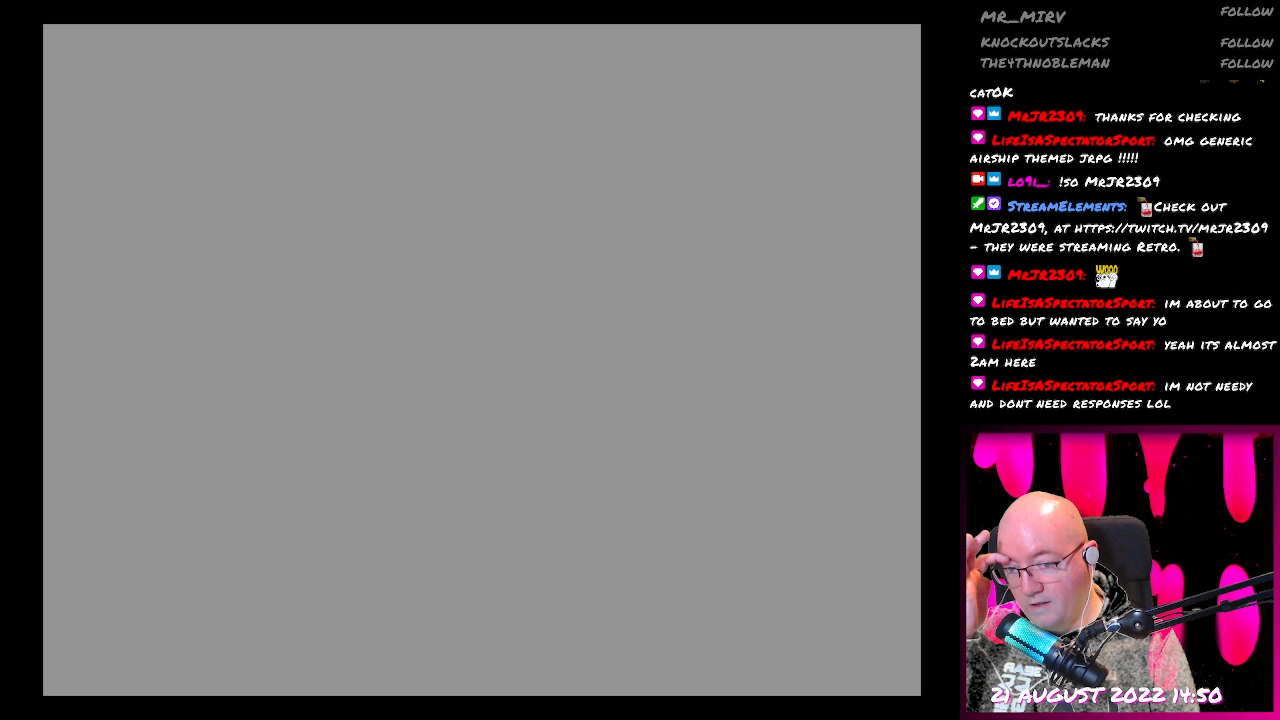 MR_MIRV FOLLOW
KNOCKOUTSLACKS FOLLOW
THE4THNOBLEMAN FOLLOW
catOK
MrJR2309: thanks for checking
LifeIsASpectatorSport: omg generic
airship themed jrpg !!!!!
lo9i_: !so MrJR2309
StreamElements: Check out
MrJR2309, at https://twitch.tv/mrjr2309
- they were streaming Retro.
MrJR2309: WOOO
LifeIsASpectatorSport: im about to go
to bed but wanted to say yo
LifeIsASpectatorSport: yeah its almost
2am here
LifeIsASpectatorSport: im not needy
and dont need responses lol
21 AUGUST 2022 14:50